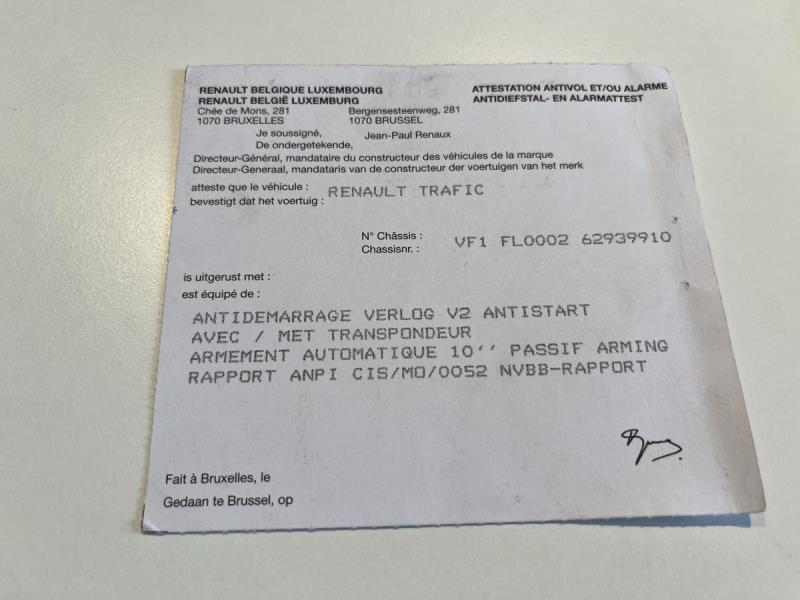 RENAULT BELGIQUE LUXEMBOURG
RENAULT BELGIË LUXEMBURG
ATTESTATION ANTIVOL ET/OU ALARME
ANTIDIEFSTAL- EN ALARMATTEST
Chée de Mons, 281 Bergensesteenweg, 281
1070 BRUXELLES 1070 BRUSSEL
Je soussigné, Jean-Paul Renaux
De ondergetekende,
Directeur-Général, mandataire du constructeur des véhicules de la marque
Directeur-Generaal, mandataris van de constructeur der voertuigen van het merk
atteste que le véhicule : RENAULT TRAFIC
bevestigt dat het voertuig :
N° Châssis : VF1 FL0002 62939910
Chassisnr. :
is uitgerust met :
est équipé de :
ANTIDEMARRAGE VERLOG V2 ANTISTART
AVEC / MET TRANSPONDEUR
ARMEMENT AUTOMATIQUE 10'' PASSIF ARMING
RAPPORT ANPI CIS/MO/0052 NVBB-RAPPORT
Fait à Bruxelles, le
Gedaan te Brussel, op